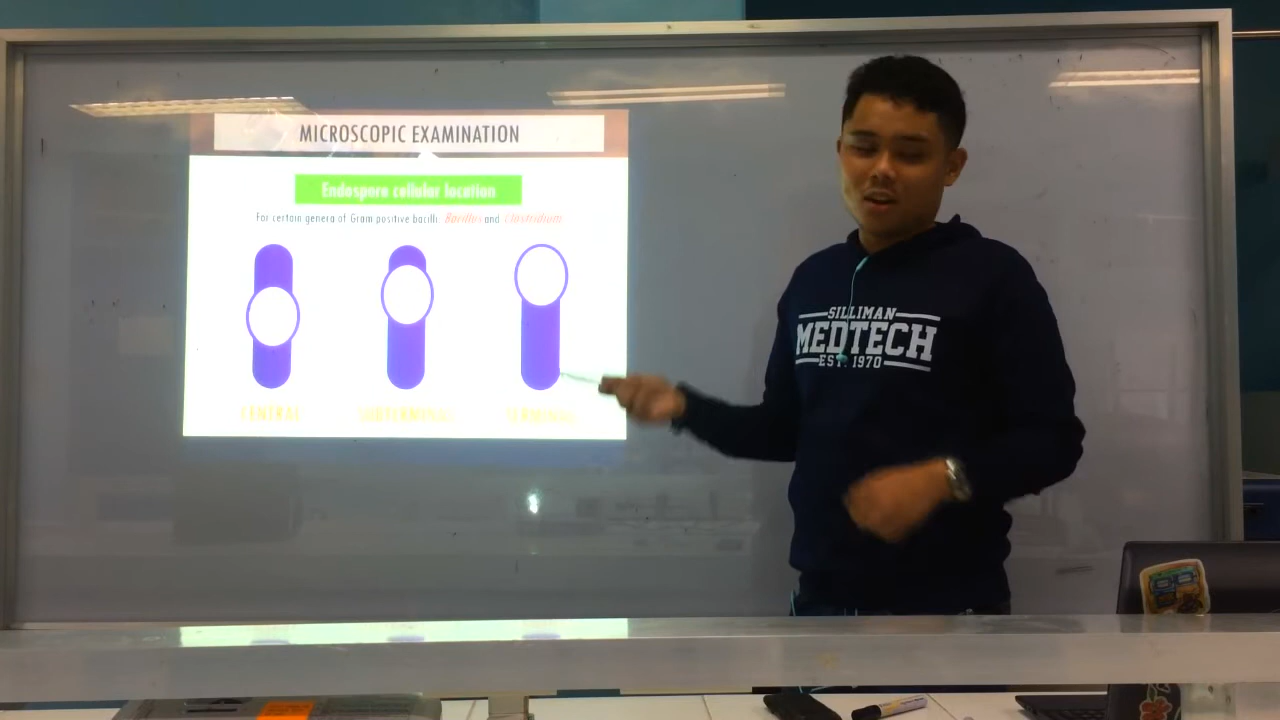 MICROSCOPIC EXAMINATION
Endospore cellular location
For certain genera of Gram positive bacilli: Bacillus and Clostridium
CENTRAL SUBTERMINAL TERMINAL
SILLIMAN
MEDTECH
EST. 1970